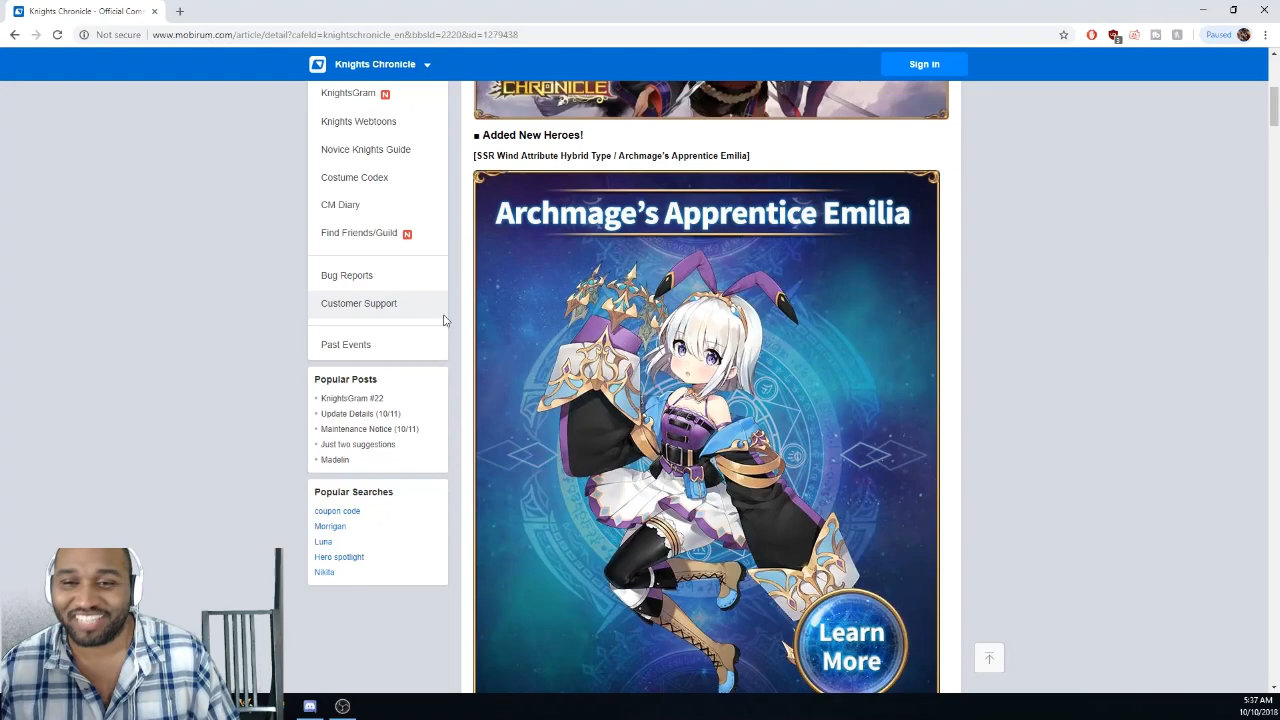 Knights Chronicle - Official Com
Not secure
www.mobirum.com/article/detail?cafeId=knightschronicle_en&bbsId=2220&id=1279438
Paused
Knights Chronicle
Sign in
KnightsGram N
Knights Webtoons
Novice Knights Guide
Costume Codex
CM Diary
Find Friends/Guild N
Bug Reports
Customer Support
Past Events
Popular Posts
KnightsGram #22
Update Details (10/11)
Maintenance Notice (10/11)
Just two suggestions
Madelin
Popular Searches
coupon code
Morrigan
Luna
Hero spotlight
Nikita
CHRONICLE
■ Added New Heroes!
[SSR Wind Attribute Hybrid Type / Archmage's Apprentice Emilia]
Archmage's Apprentice Emilia
Learn
More
5:37 AM
10/10/2018